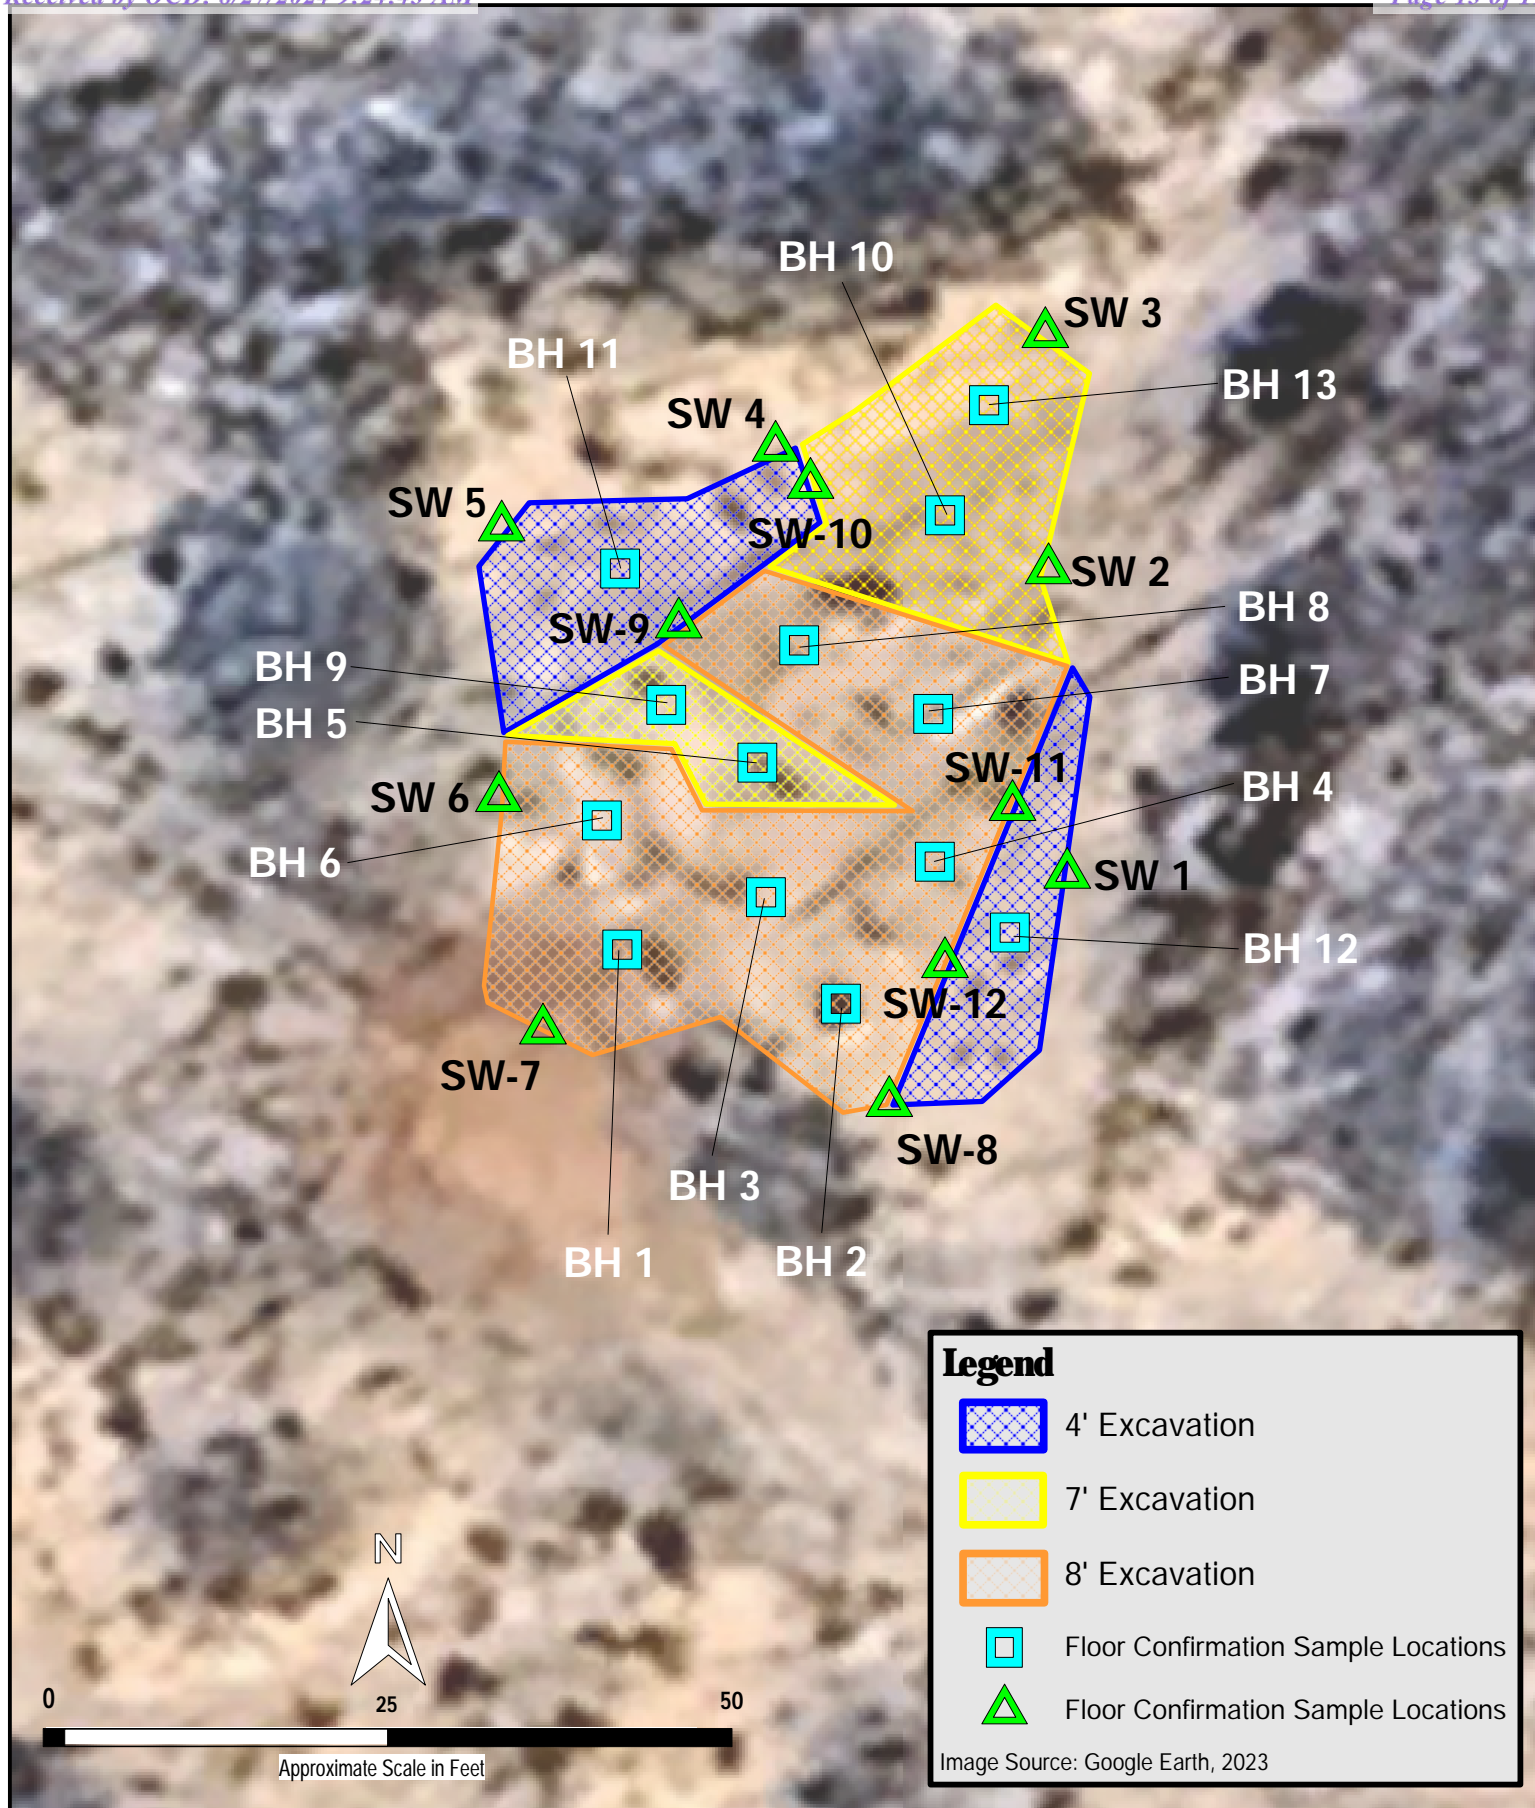 BH 10
SW 3
BH 11
BH 13
SW 4
SW 5
SW-10
SW 2
BH 8
SW-9
BH 9
BH 7
BH 5
SW-11
BH 4
SW 6
BH 6
SW 1
BH 12
SW-12
SW-7
SW-8
BH 3
BH 1
BH 2
Legend
4' Excavation
7' Excavation
8' Excavation
Floor Confirmation Sample Locations
Floor Confirmation Sample Locations
Image Source: Google Earth, 2023
N
0 25 50
Approximate Scale in Feet